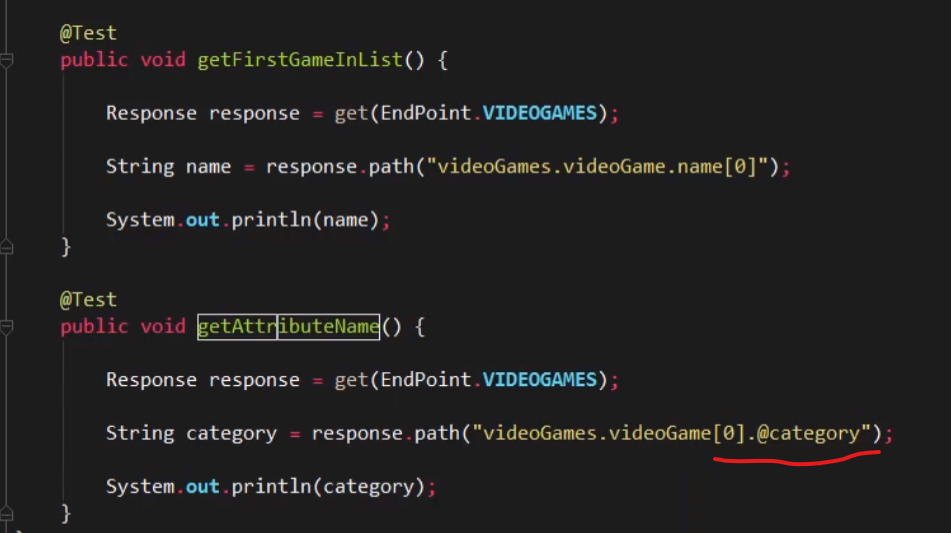 @Test
public void getFirstGameInList() {
Response response = get(EndPoint.VIDEOGAMES);
String name = response.path("videoGames.videoGame.name[0]");
System.out.println(name);
}
@Test
public void getAttributeName() {
Response response = get(EndPoint.VIDEOGAMES);
String category = response.path("videoGames.videoGame[0].@category");
System.out.println(category);
}